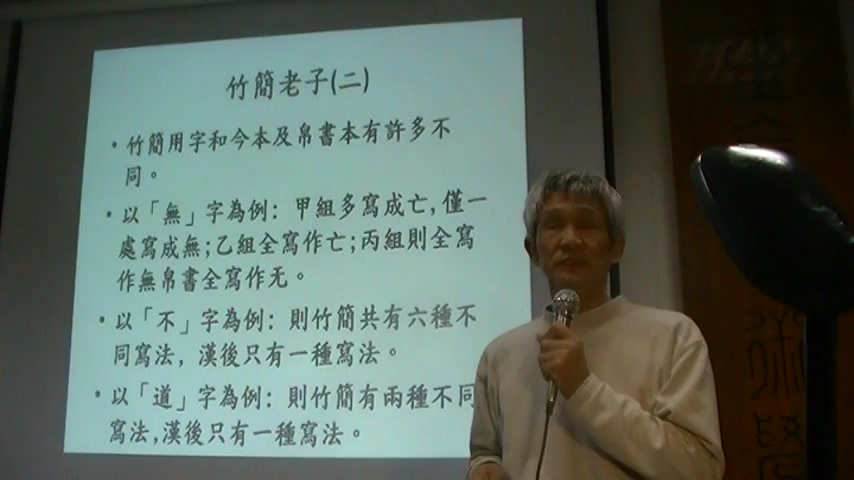 竹簡老子(二)
• 竹簡用字和今本及帛書本有許多不
同。
• 以「無」字為例: 甲組多寫成亡,僅一
處寫成無;乙組全寫作亡;丙組則全寫
作無帛書全寫作无。
• 以「不」字為例: 則竹簡共有六種不
同寫法, 漢後只有一種寫法。
• 以「道」字為例: 則竹簡有兩種不同
寫法,漢後只有一種寫法。